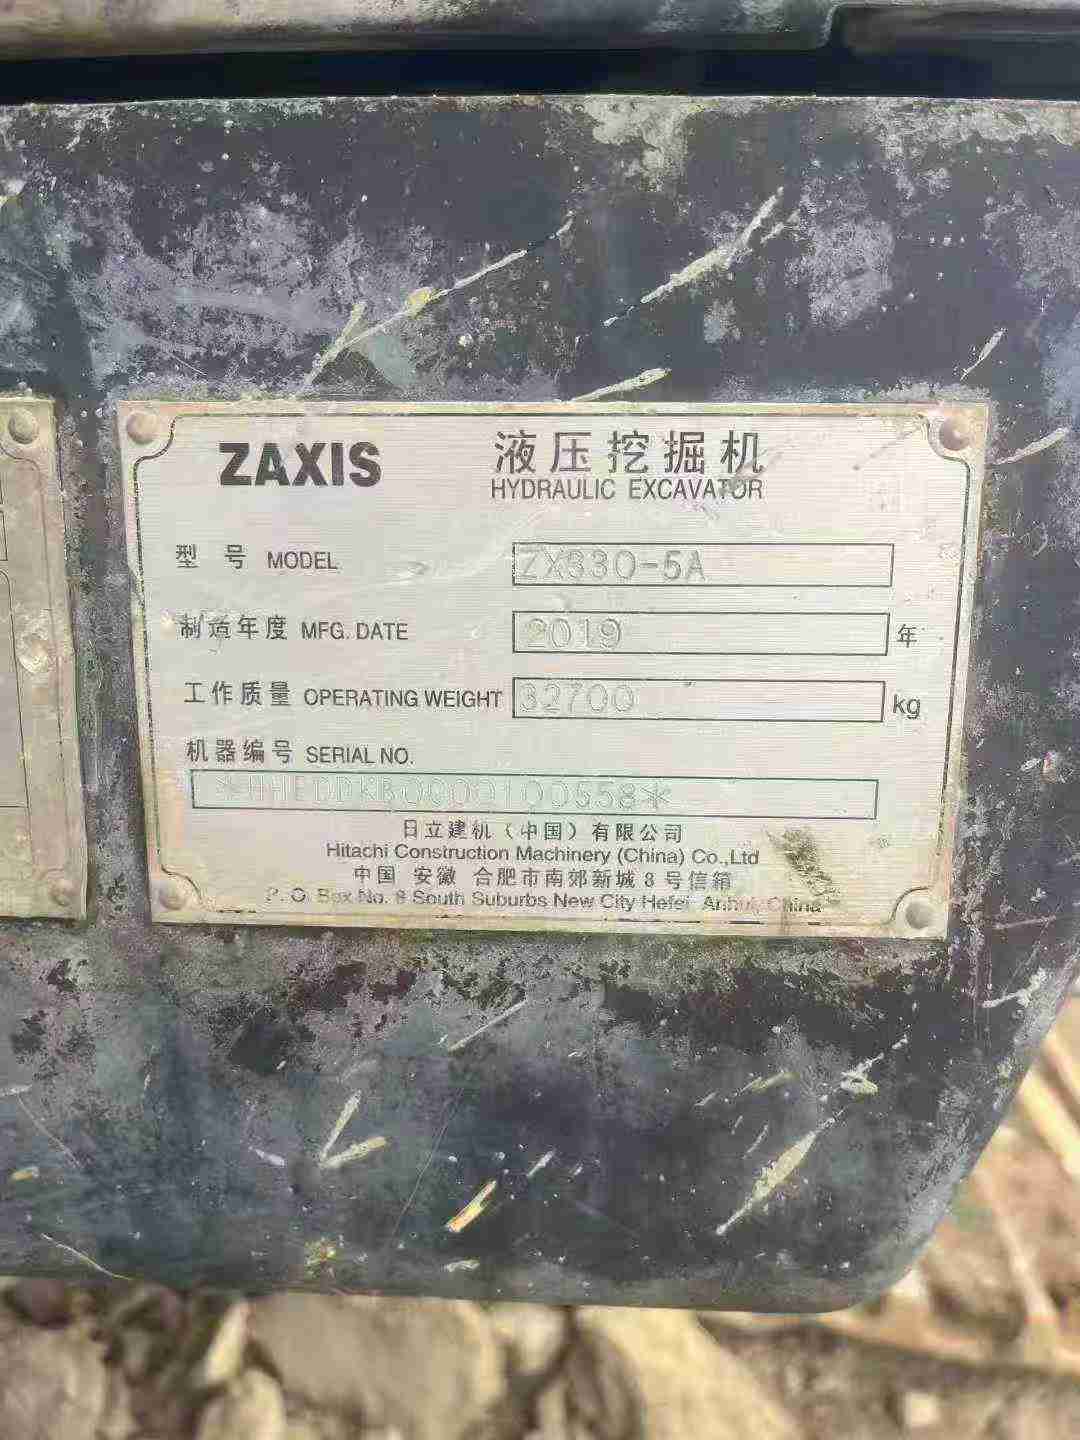 ZAXIS 液压挖掘机
HYDRAULIC EXCAVATOR
型号 MODEL ZX330-5A
制造年度 MFG. DATE 2019 年
工作质量 OPERATING WEIGHT 32700 kg
机器编号 SERIAL NO.
日立建机（中国）有限公司
Hitachi Construction Machinery (China) Co.,Ltd
中国 安徽 合肥市南郊新城 8 号信箱
P. O. Box No. 8 South Suburbs New City Hefei Anhui, China